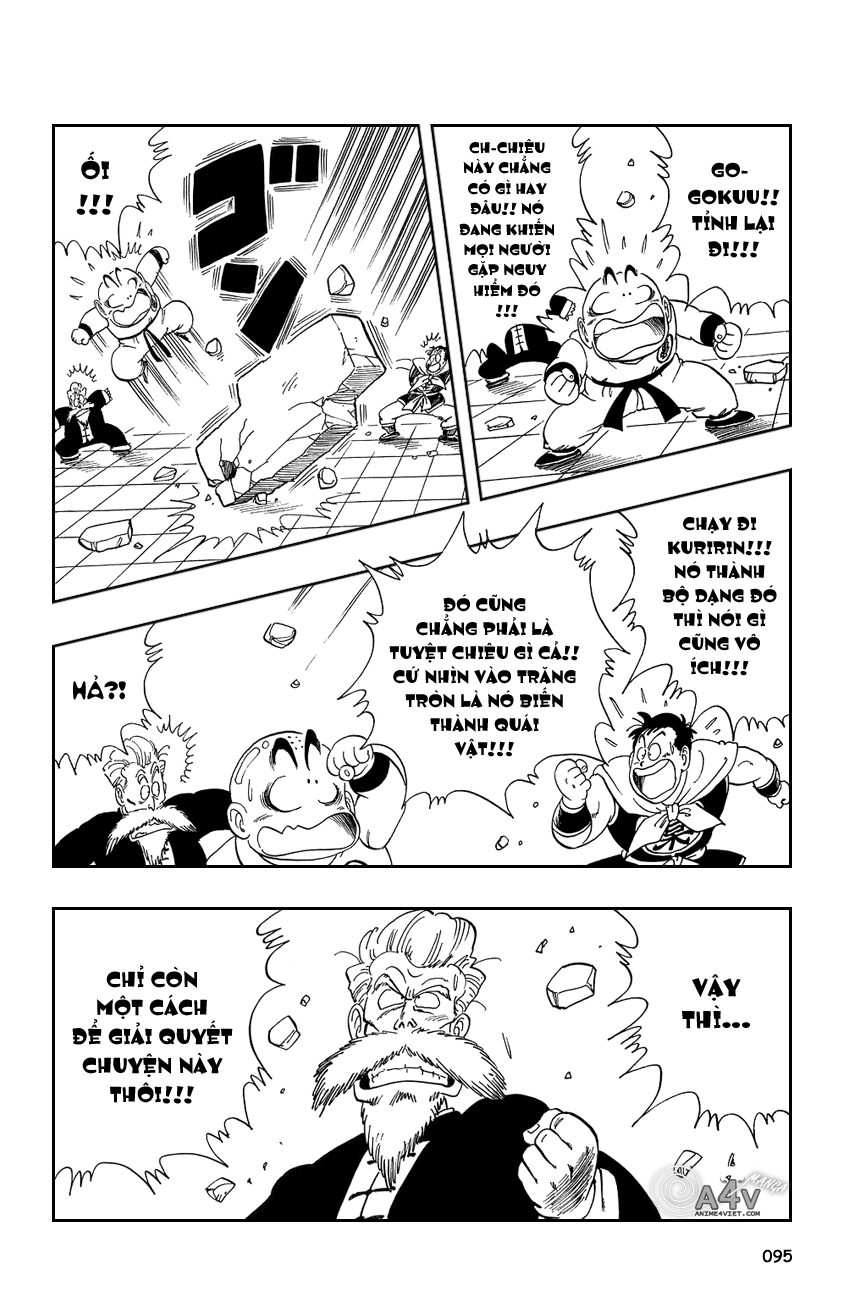 GO-
GOKUU!!
TỈNH LẠI
ĐI!!!
CH-CHIÊU
NÀY CHẲNG
CÓ GÌ HAY
ĐÂU!! NÓ
ĐANG KHIẾN
MỌI NGƯỜI
GẶP NGUY
HIỂM ĐÓ
!!!
ỐI
!!!
ゴン
CHẠY ĐI
KURIRIN!!!
NÓ THÀNH
BỘ DẠNG ĐÓ
THÌ NÓI GÌ
CŨNG VÔ
ÍCH!!!
ĐÓ CŨNG
CHẲNG PHẢI LÀ
TUYỆT CHIÊU GÌ CẢ!!
CỨ NHÌN VÀO TRĂNG
TRÒN LÀ NÓ BIẾN
THÀNH QUÁI
VẬT!!!
HẢ?!
VẬY
THÌ...
CHỈ CÒN
MỘT CÁCH
ĐỂ GIẢI QUYẾT
CHUYỆN NÀY
THÔI!!!
A4V
MANGA
ANIME4VIET.COM
095